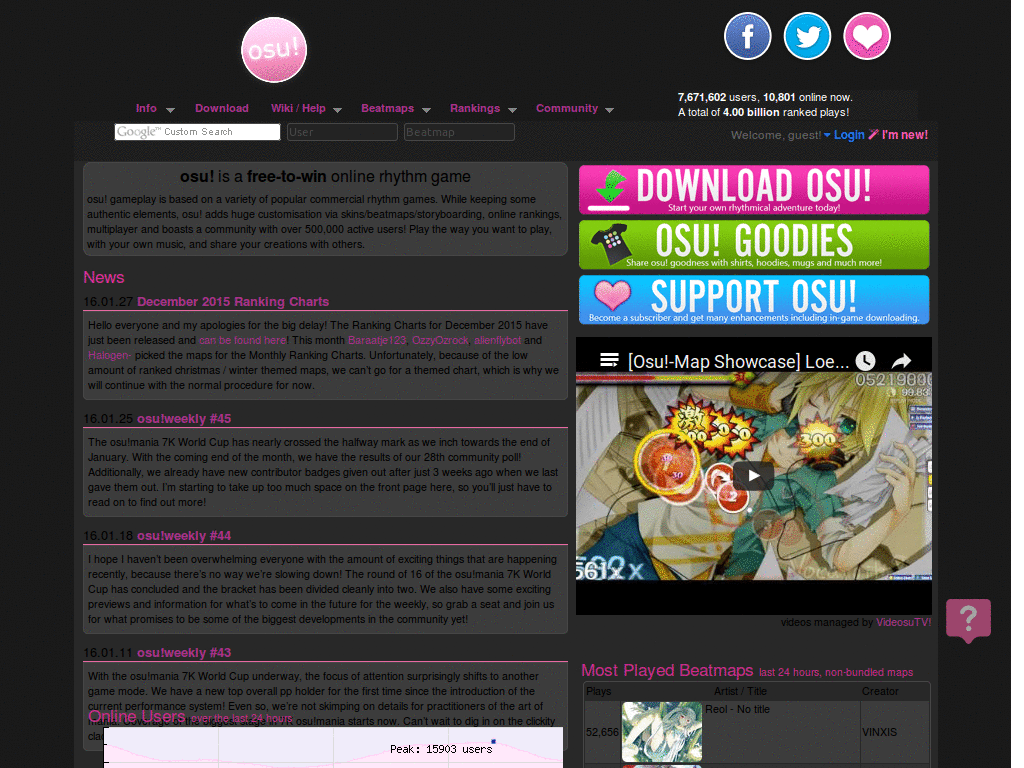 osu!
Info
Download
Wiki / Help
Beatmaps
Rankings
Community
7,671,602 users, 10,801 online now.
A total of 4.00 billion ranked plays!
Google™ Custom Search
User
Beatmap
Welcome, guest! Login I'm new!
osu! is a free-to-win online rhythm game
osu! gameplay is based on a variety of popular commercial rhythm games. While keeping some
authentic elements, osu! adds huge customisation via skins/beatmaps/storyboarding, online rankings,
multiplayer and boasts a community with over 500,000 active users! Play the way you want to play,
with your own music, and share your creations with others.
News
16.01.27 December 2015 Ranking Charts
Hello everyone and my apologies for the big delay! The Ranking Charts for December 2015 have
just been released and can be found here! This month Baraatje123, OzzyOzrock, alienflybot and
Halogen- picked the maps for the Monthly Ranking Charts. Unfortunately, because of the low
amount of ranked christmas / winter themed maps, we can't go for a themed chart, which is why we
will continue with the normal procedure for now.
16.01.25 osu!weekly #45
The osu!mania 7K World Cup has nearly crossed the halfway mark as we inch towards the end of
January. With the coming end of the month, we have the results of our 28th community poll!
Additionally, we already have new contributor badges given out after just 3 weeks ago when we last
gave them out. I'm starting to take up too much space on the front page here, so you'll just have to
read on to find out more!
16.01.18 osu!weekly #44
I hope I haven't been overwhelming everyone with the amount of exciting things that are happening
recently, because there's no way we're slowing down! The round of 16 of the osu!mania 7K World
Cup has concluded and the bracket has been divided cleanly into two. We also have some exciting
previews and information for what's to come in the future for the weekly, so grab a seat and join us
for what promises to be some of the biggest developments in the community yet!
16.01.11 osu!weekly #43
With the osu!mania 7K World Cup underway, the focus of attention surprisingly shifts to another
game mode. We have a new top overall pp holder for the first time since the introduction of the
current performance system! Even so, we're not skimping on details for practitioners of the art of
osu!mania starts now. Can't wait to dig in on the clickity
Online Users over the last 24 hours
Peak: 15903 users
DOWNLOAD OSU!
Start your own rhythmical adventure today!
OSU! GOODIES
Share osu! goodness with shirts, hoodies, mugs and much more!
SUPPORT OSU!
Become a subscriber and get many enhancements including in-game downloading.
[Osu!-Map Showcase] Loe...
05219800
99.83
激
300
30
2
561x
videos managed by VideosuTV!
?
Most Played Beatmaps last 24 hours, non-bundled maps
Plays Artist / Title Creator
52,656 Reol - No title VINXIS